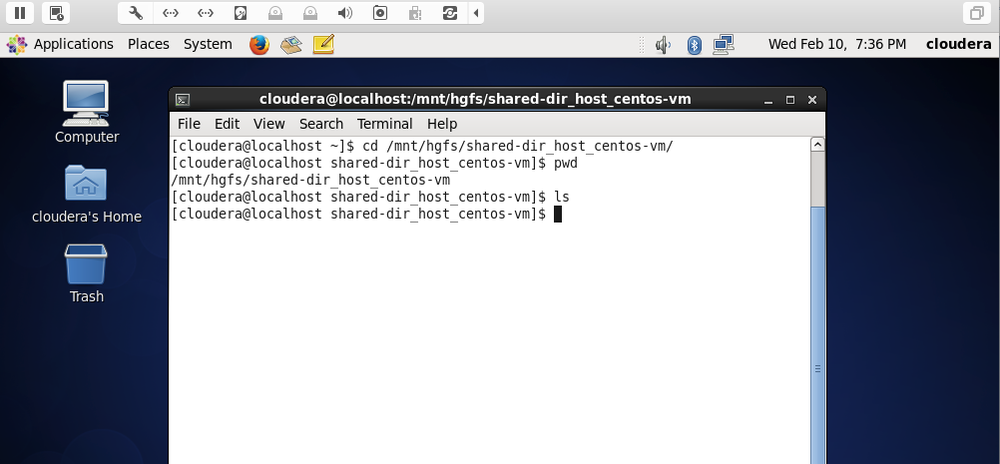 Applications Places System Wed Feb 10, 7:36 PM cloudera
Computer
cloudera's Home
Trash
cloudera@localhost:/mnt/hgfs/shared-dir_host_centos-vm
File Edit View Search Terminal Help
[cloudera@localhost ~]$ cd /mnt/hgfs/shared-dir_host_centos-vm/
[cloudera@localhost shared-dir_host_centos-vm]$ pwd
/mnt/hgfs/shared-dir_host_centos-vm
[cloudera@localhost shared-dir_host_centos-vm]$ ls
[cloudera@localhost shared-dir_host_centos-vm]$